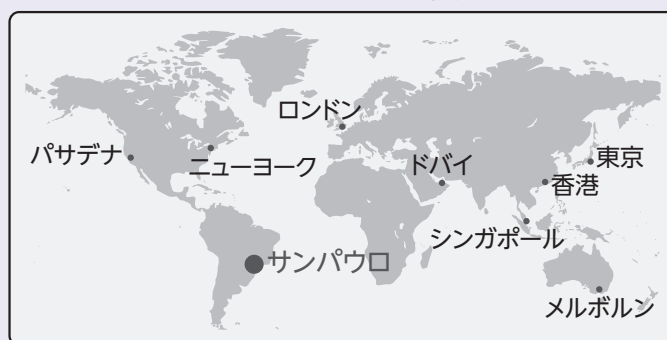 ロンドン
パサデナ
ニューヨーク
ドバイ
東京
香港
シンガポール
サンパウロ
メルボルン